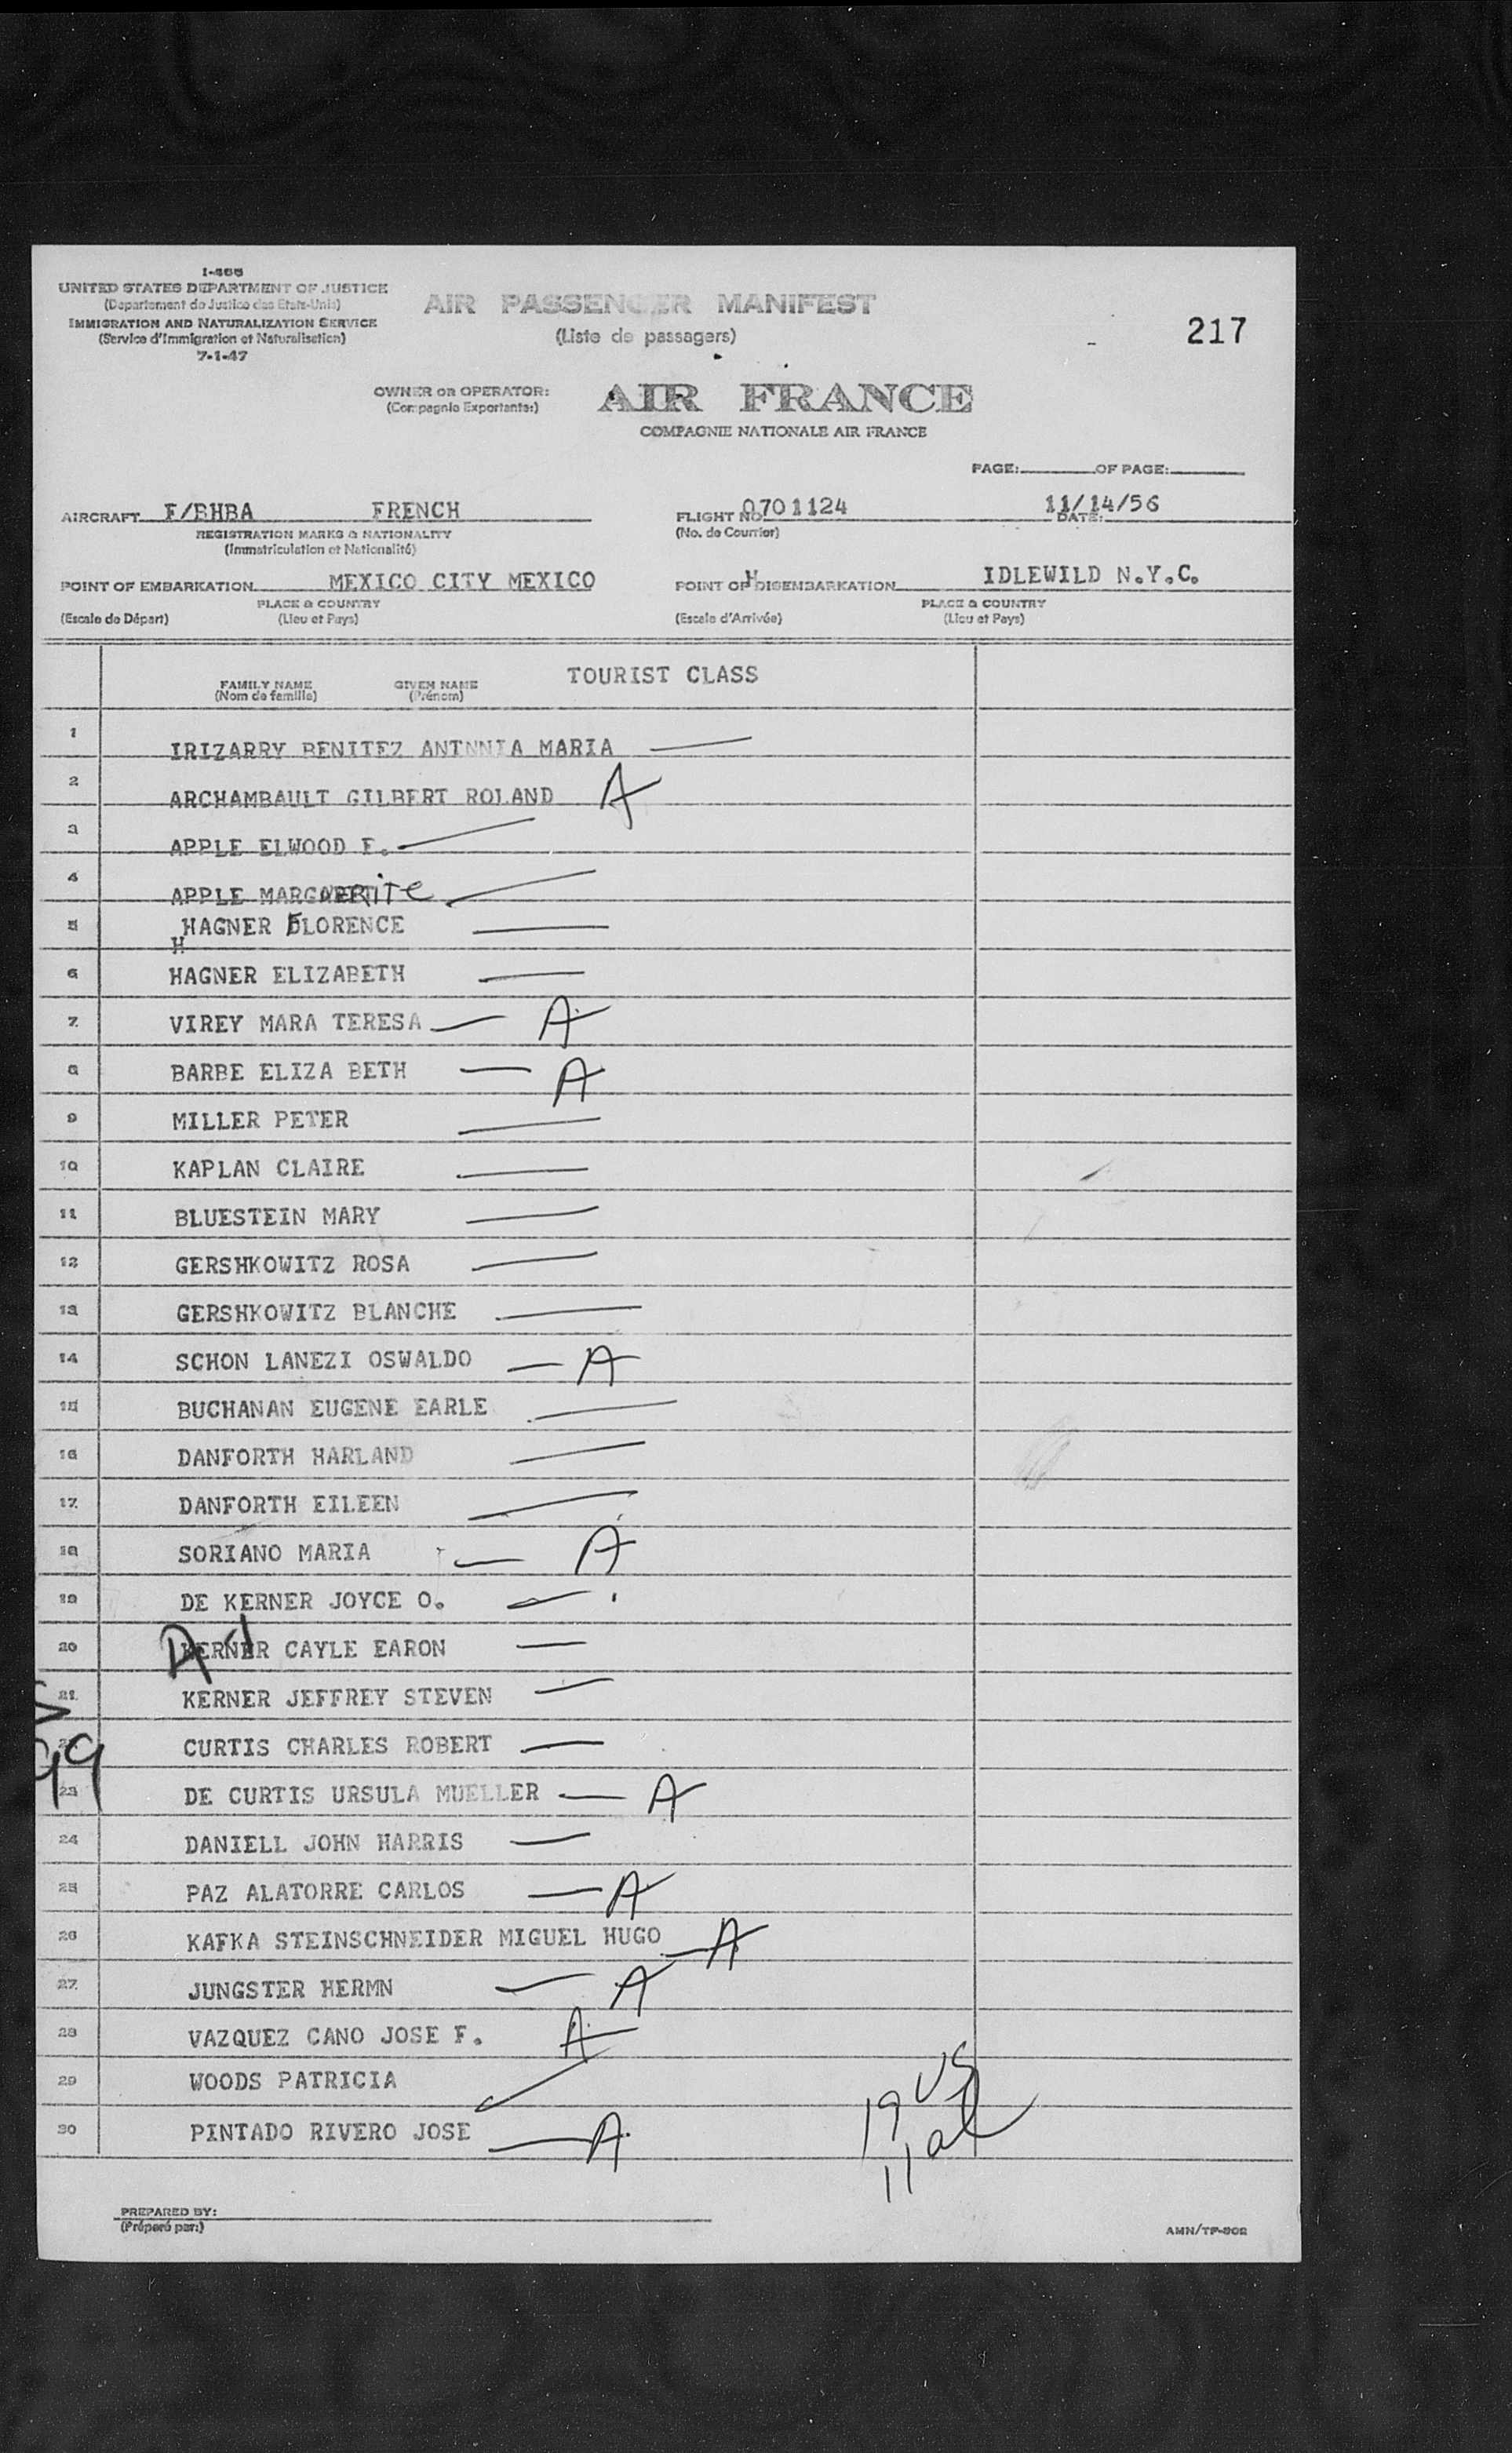 I-466
UNITED STATES DEPARTMENT OF JUSTICE
(Departement de Justice des Etats-Unis)
IMMIGRATION AND NATURALIZATION SERVICE
(Service d'Immigration et Naturalisation)
7-1-47
AIR PASSENGER MANIFEST
(Liste de passagers)
217
OWNER OR OPERATOR:
(Compagnie Exportante:)
AIR FRANCE
COMPAGNIE NATIONALE AIR FRANCE
PAGE: OF PAGE:
AIRCRAFT F/BHBA FRENCH FLIGHT NO 0701124 DATE: 11/14/56
REGISTRATION MARKS & NATIONALITY (No. de Courrier)
(Immatriculation et Nationalité)
POINT OF EMBARKATION MEXICO CITY MEXICO POINT OF DISEMBARKATION IDLEWILD N.Y.C.
PLACE & COUNTRY PLACE & COUNTRY
(Escale de Départ) (Lieu et Pays) (Escale d'Arrivée) (Lieu et Pays)
FAMILY NAME GIVEN NAME TOURIST CLASS
(Nom de famille) (Prénom)
1 IRIZARRY BENITEZ ANTNNIA MARIA
2 ARCHAMBAULT GILBERT ROLAND A
3 APPLE ELWOOD F.
4 APPLE MARGUERITE
5 HAGNER FLORENCE
H
6 HAGNER ELIZABETH
7 VIREY MARA TERESA A
8 BARBE ELIZA BETH A
9 MILLER PETER
10 KAPLAN CLAIRE
11 BLUESTEIN MARY
12 GERSHKOWITZ ROSA
13 GERSHKOWITZ BLANCHE
14 SCHON LANEZI OSWALDO A
15 BUCHANAN EUGENE EARLE
16 DANFORTH HARLAND
17 DANFORTH EILEEN
18 SORIANO MARIA A
19 DE KERNER JOYCE O.
20 KERNER CAYLE EARON
21 KERNER JEFFREY STEVEN
22 CURTIS CHARLES ROBERT
23 DE CURTIS URSULA MUELLER A
24 DANIELL JOHN HARRIS
25 PAZ ALATORRE CARLOS A
26 KAFKA STEINSCHNEIDER MIGUEL HUGO A
27 JUNGSTER HERMN A
28 VAZQUEZ CANO JOSE F. A
29 WOODS PATRICIA
30 PINTADO RIVERO JOSE A
19 US
11 al
PREPARED BY:
(Préparé par:)
AMN/TF-802